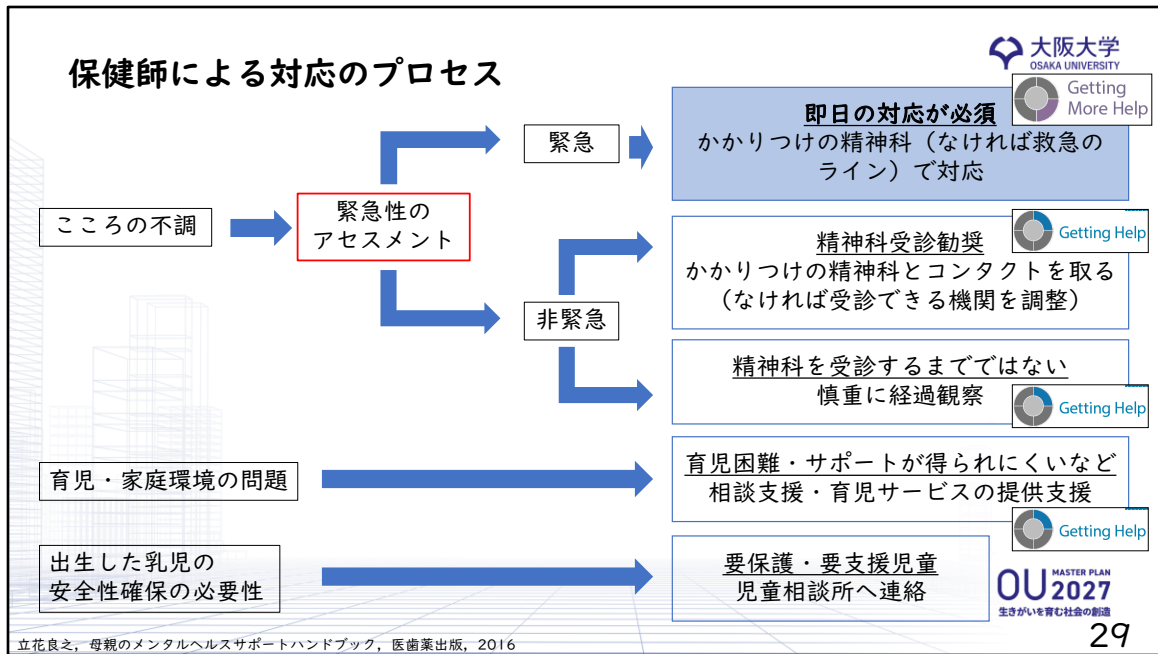 保健師による対応のプロセス
大阪大学
OSAKA UNIVERSITY
Getting
More Help
こころの不調
緊急性の
アセスメント
緊急
即日の対応が必須
かかりつけの精神科（なければ救急の
ライン）で対応
非緊急
Getting Help
精神科受診勧奨
かかりつけの精神科とコンタクトを取る
（なければ受診できる機関を調整）
精神科を受診するまでではない
慎重に経過観察
Getting Help
育児・家庭環境の問題
育児困難・サポートが得られにくいなど
相談支援・育児サービスの提供支援
Getting Help
出生した乳児の
安全性確保の必要性
要保護・要支援児童
児童相談所へ連絡
OU MASTER PLAN
2027
生きがいを育む社会の創造
立花良之, 母親のメンタルヘルスサポートハンドブック, 医歯薬出版, 2016
29